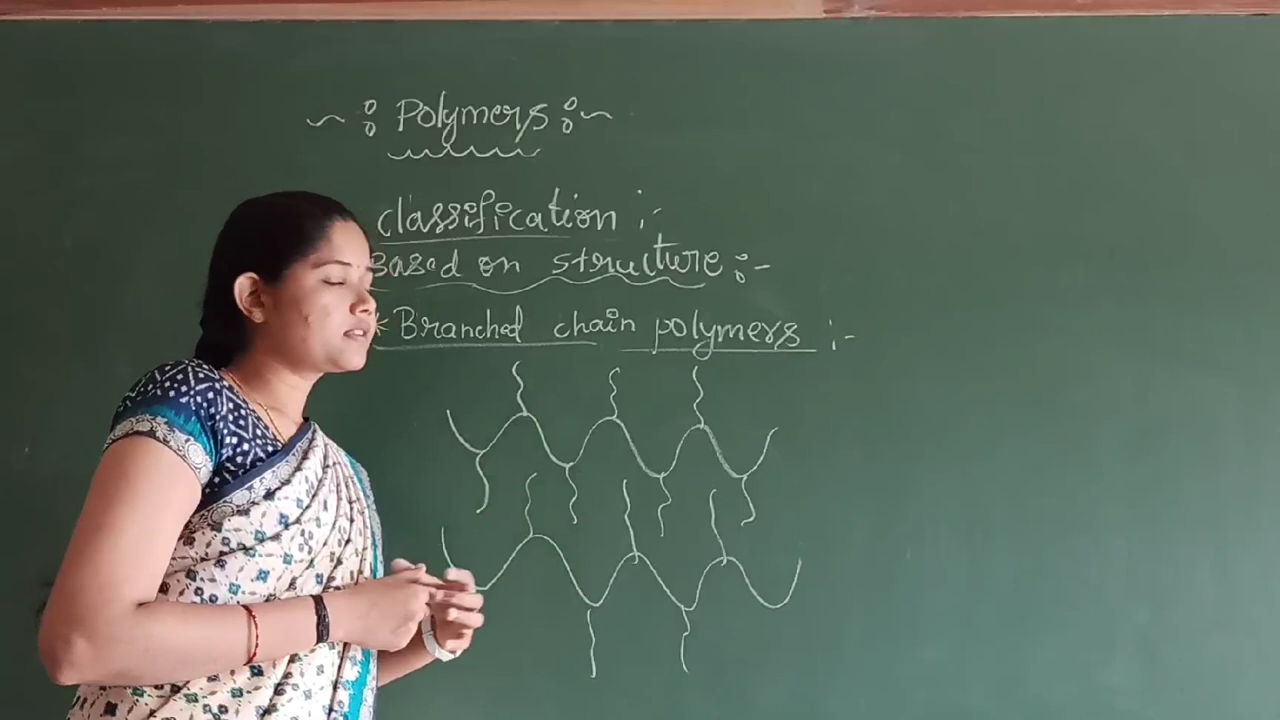 ~ : Polymers : ~
classification :-
Based on structure :-
* Branched chain polymers :-